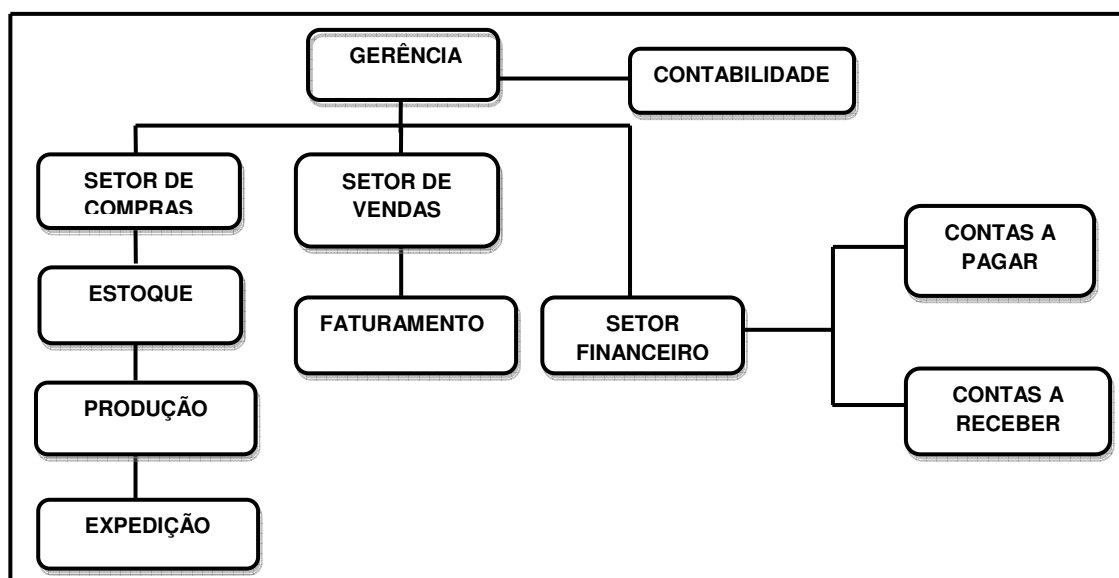 GERÊNCIA
CONTABILIDADE
SETOR DE
COMPRAS
SETOR DE
VENDAS
CONTAS A
PAGAR
ESTOQUE
FATURAMENTO
SETOR
FINANCEIRO
PRODUÇÃO
CONTAS A
RECEBER
EXPEDIÇÃO